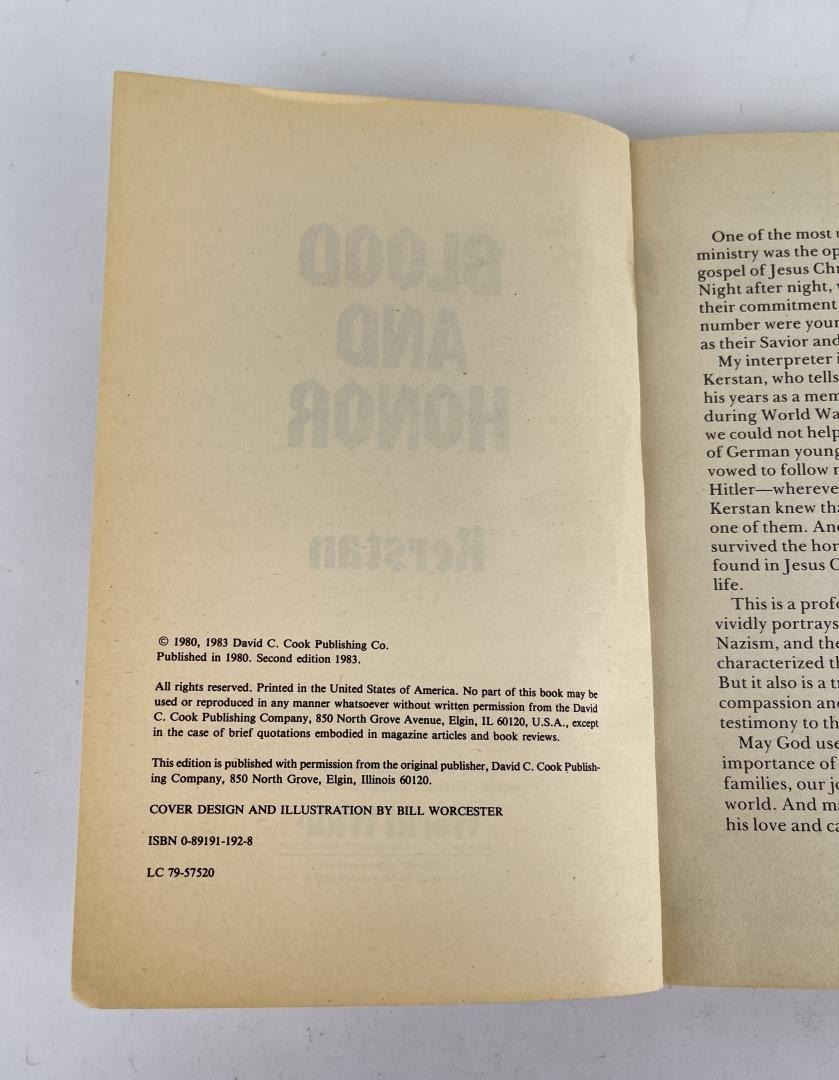 BLOOD
AND
HONOR
Kerstan
© 1980, 1983 David C. Cook Publishing Co.
Published in 1980. Second edition 1983.
All rights reserved. Printed in the United States of America. No part of this book may be
used or reproduced in any manner whatsoever without written permission from the David
C. Cook Publishing Company, 850 North Grove Avenue, Elgin, IL 60120, U.S.A., except
in the case of brief quotations embodied in magazine articles and book reviews.
This edition is published with permission from the original publisher, David C. Cook Publish-
ing Company, 850 North Grove, Elgin, Illinois 60120.
COVER DESIGN AND ILLUSTRATION BY BILL WORCESTER
ISBN 0-89191-192-8
LC 79-57520
One of the most
ministry was the op
gospel of Jesus Chr
Night after night,
their commitment
number were your
as their Savior and
My interpreter i
Kerstan, who tells
his years as a mem
during World Wa
we could not help
of German young
vowed to follow
Hitler—whereve
Kerstan knew tha
one of them. And
survived the hor
found in Jesus C
life.
This is a profo
vividly portrays
Nazism, and the
characterized th
But it also is a t
compassion and
testimony to th
May God use
importance of
families, our jo
world. And ma
his love and ca